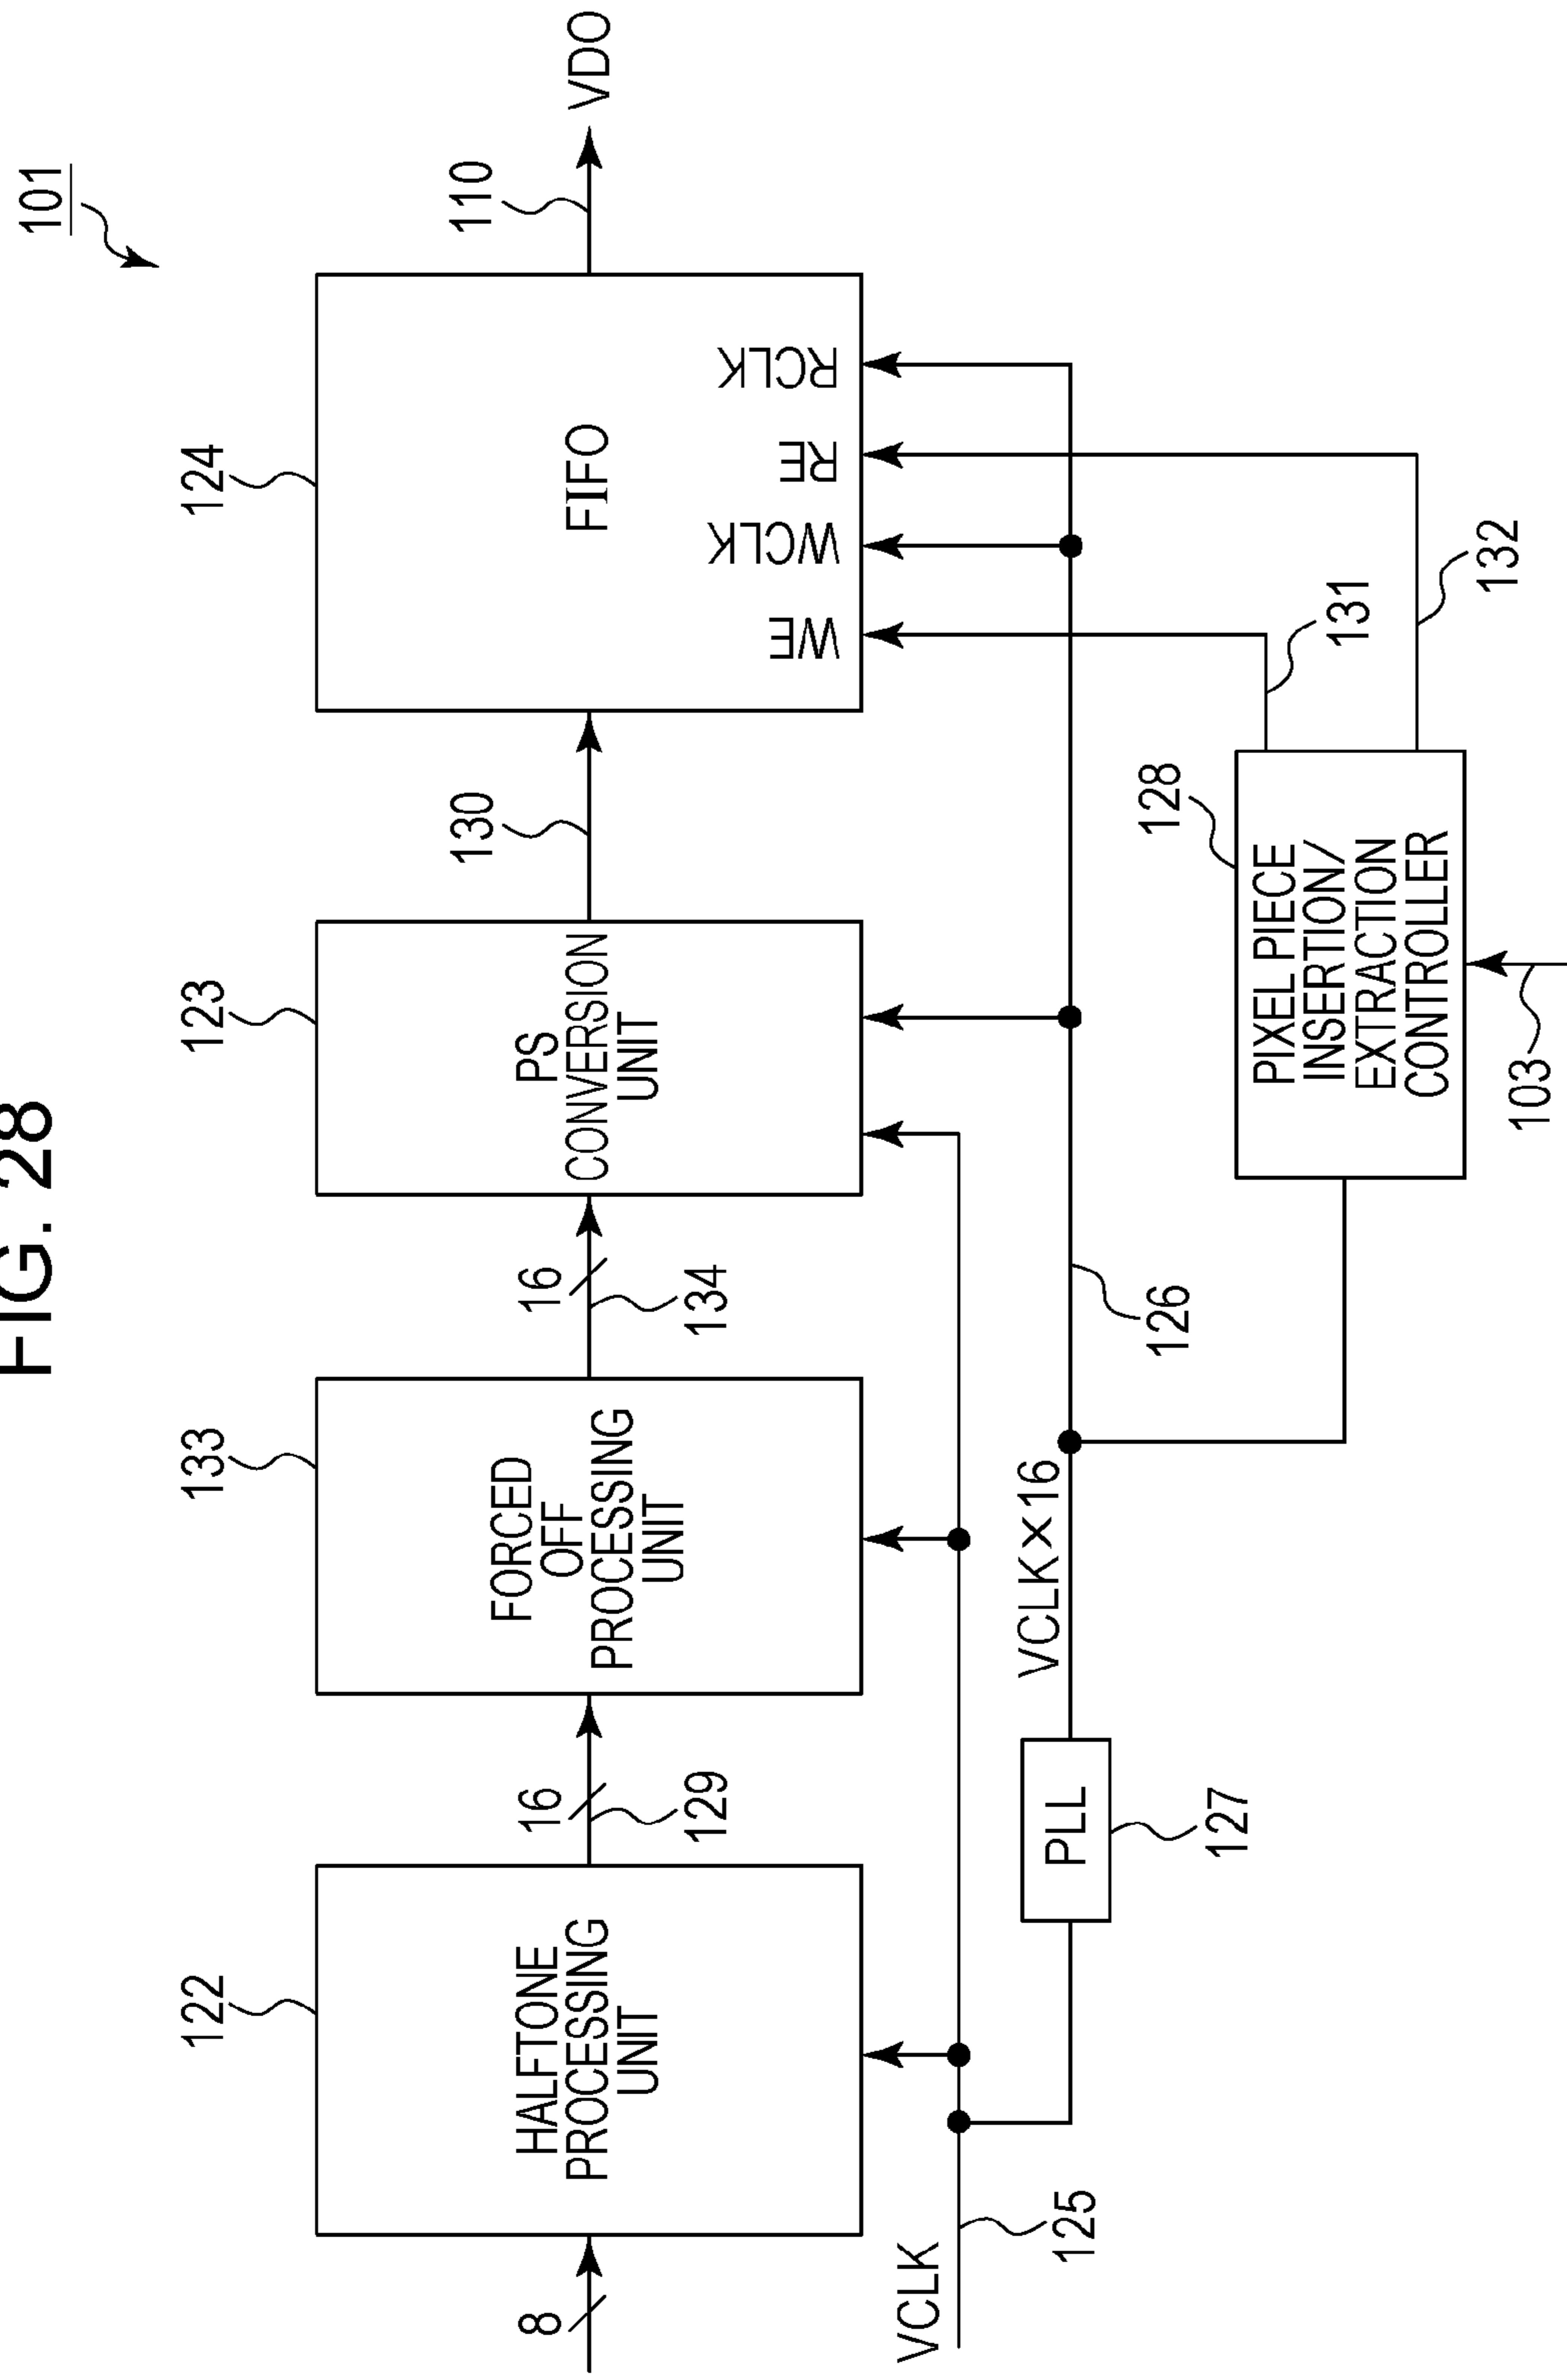 FIG. 28
101
122
133
123
124
8
HALFTONE
PROCESSING
UNIT
16
129
FORCED
OFF
PROCESSING
UNIT
16
134
PS
CONVERSION
UNIT
130
FIFO
WE
WCLK
RE
RCLK
110
VDO
VCLK
125
PLL
127
VCLK×16
126
128
PIXEL PIECE
INSERTION/
EXTRACTION
CONTROLLER
103
131
132